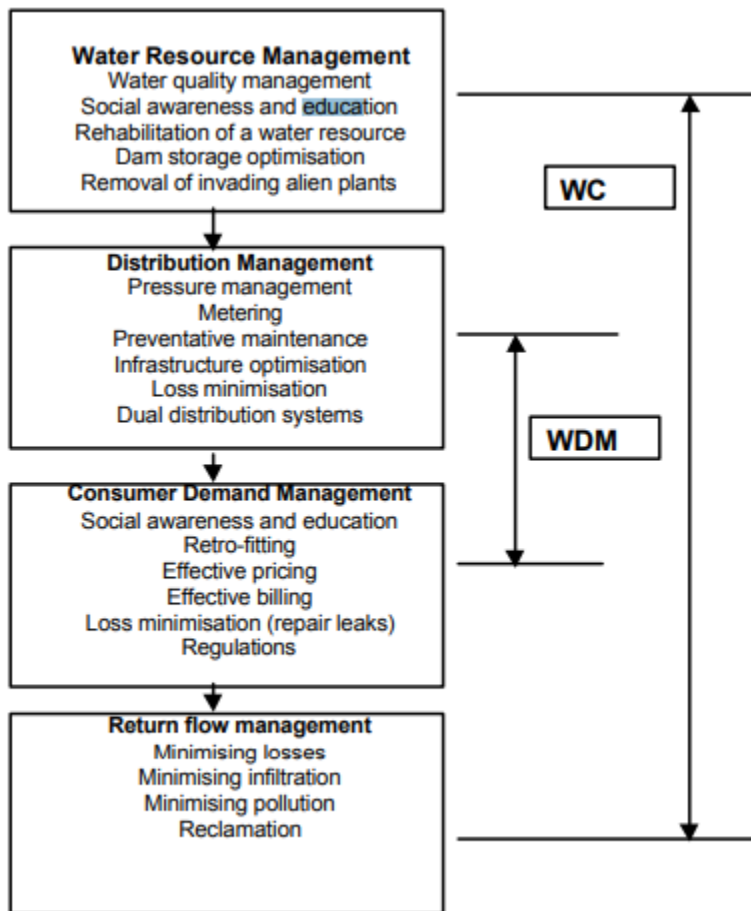 Water Resource Management
Water quality management
Social awareness and education
Rehabilitation of a water resource
Dam storage optimisation
Removal of invading alien plants
WC
Distribution Management
Pressure management
Metering
Preventative maintenance
Infrastructure optimisation
Loss minimisation
Dual distribution systems
WDM
Consumer Demand Management
Social awareness and education
Retro-fitting
Effective pricing
Effective billing
Loss minimisation (repair leaks)
Regulations
Return flow management
Minimising losses
Minimising infiltration
Minimising pollution
Reclamation